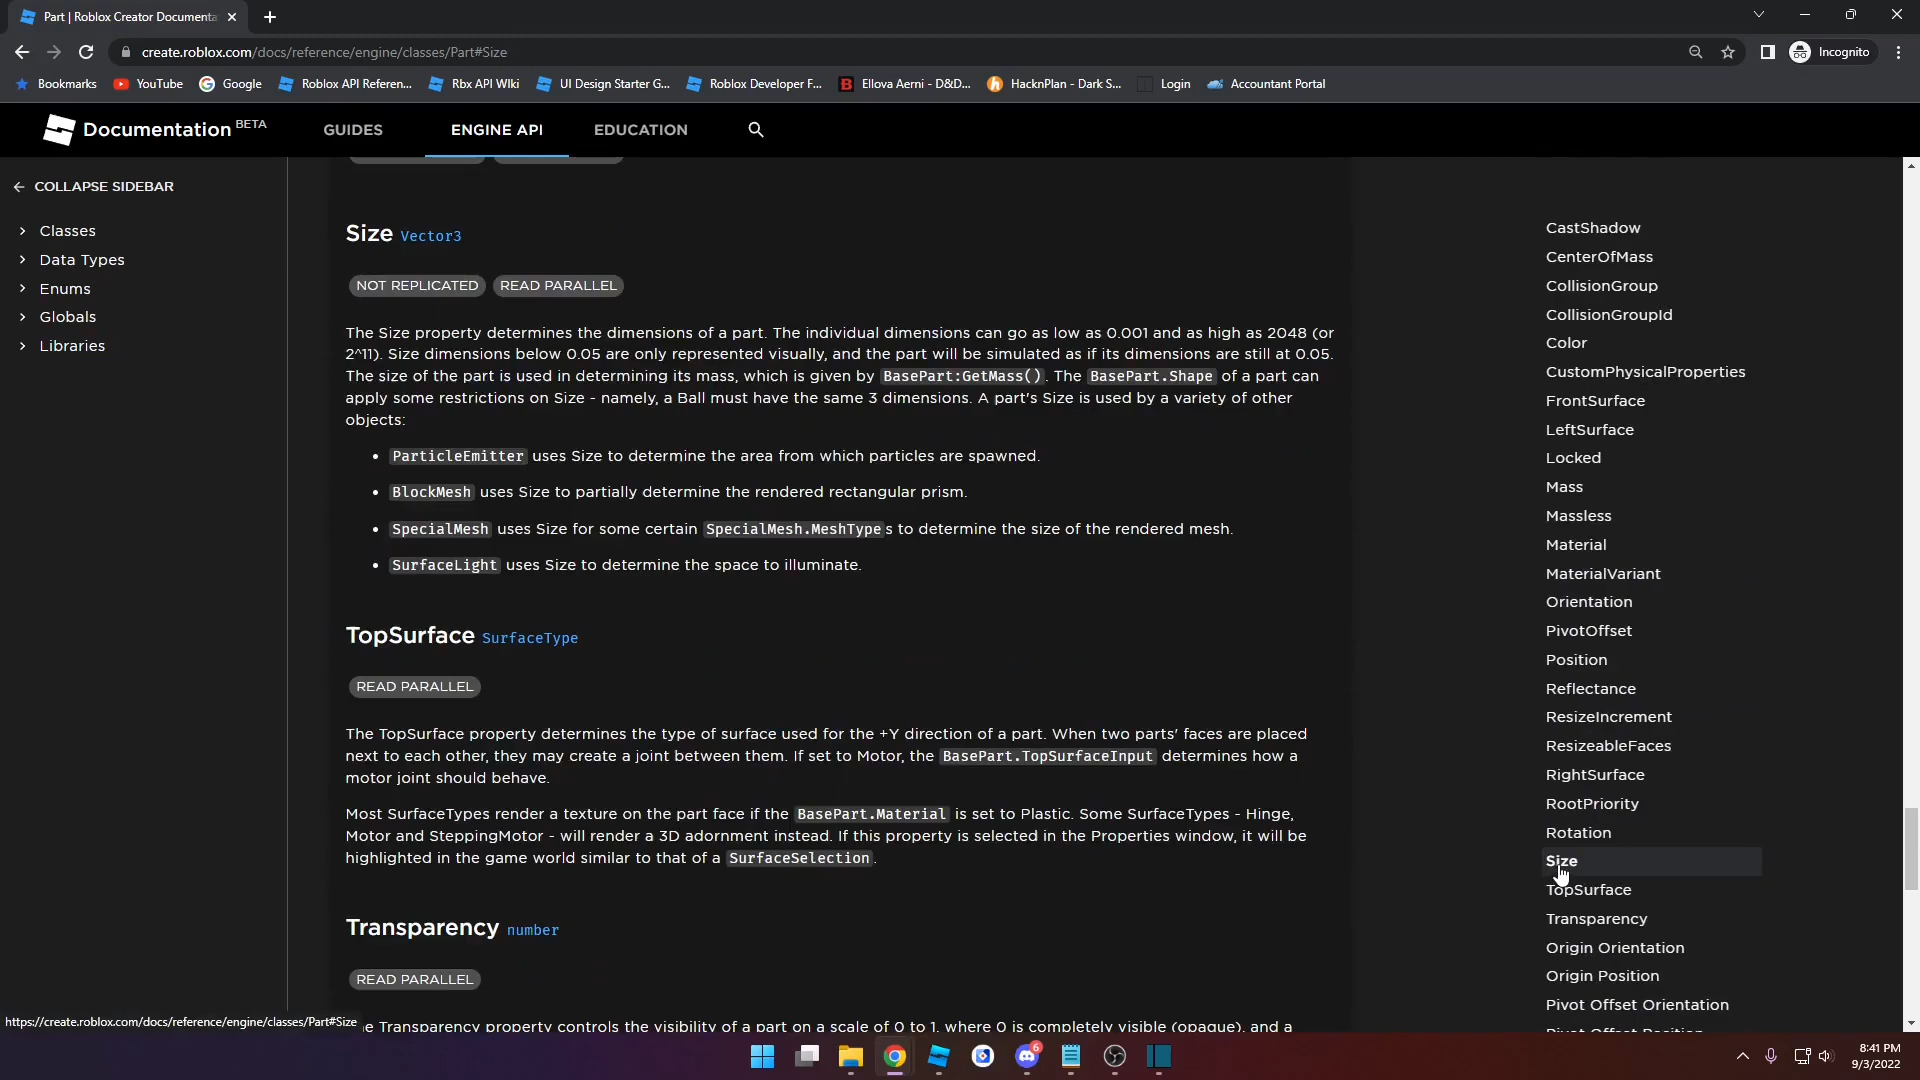 Part | Roblox Creator Documenta
create.roblox.com/docs/reference/engine/classes/Part#Size
Incognito
Bookmarks
YouTube
Google
Roblox API Referen...
Rbx API WIki
UI Design Starter G...
Roblox Developer F...
Ellova Aerni - D&D...
HacknPlan - Dark S...
Login
Accountant Portal
Documentation BETA
GUIDES
ENGINE API
EDUCATION
COLLAPSE SIDEBAR
Classes
Data Types
Enums
Globals
Libraries
Size Vector3
NOT REPLICATED READ PARALLEL
The Size property determines the dimensions of a part. The individual dimensions can go as low as 0.001 and as high as 2048 (or
2^11). Size dimensions below 0.05 are only represented visually, and the part will be simulated as if its dimensions are still at 0.05.
The size of the part is used in determining its mass, which is given by BasePart:GetMass(). The BasePart.Shape of a part can
apply some restrictions on Size - namely, a Ball must have the same 3 dimensions. A part's Size is used by a variety of other
objects:
• ParticleEmitter uses Size to determine the area from which particles are spawned.
• BlockMesh uses Size to partially determine the rendered rectangular prism.
• SpecialMesh uses Size for some certain SpecialMesh.MeshTypes to determine the size of the rendered mesh.
• SurfaceLight uses Size to determine the space to illuminate.
TopSurface SurfaceType
READ PARALLEL
The TopSurface property determines the type of surface used for the +Y direction of a part. When two parts' faces are placed
next to each other, they may create a joint between them. If set to Motor, the BasePart.TopSurfaceInput determines how a
motor joint should behave.
Most SurfaceTypes render a texture on the part face if the BasePart.Material is set to Plastic. Some SurfaceTypes - Hinge,
Motor and SteppingMotor - will render a 3D adornment instead. If this property is selected in the Properties window, it will be
highlighted in the game world similar to that of a SurfaceSelection.
Transparency number
READ PARALLEL
e Transparency property controls the visibility of a part on a scale of 0 to 1, where 0 is completely visible (opaque), and a
CastShadow
CenterOfMass
CollisionGroup
CollisionGroupId
Color
CustomPhysicalProperties
FrontSurface
LeftSurface
Locked
Mass
Massless
Material
MaterialVariant
Orientation
PivotOffset
Position
Reflectance
ResizeIncrement
ResizeableFaces
RightSurface
RootPriority
Rotation
Size
TopSurface
Transparency
Origin Orientation
Origin Position
Pivot Offset Orientation
Pivot Offset Position
https://create.roblox.com/docs/reference/engine/classes/Part#Size
6
8:41 PM
9/3/2022